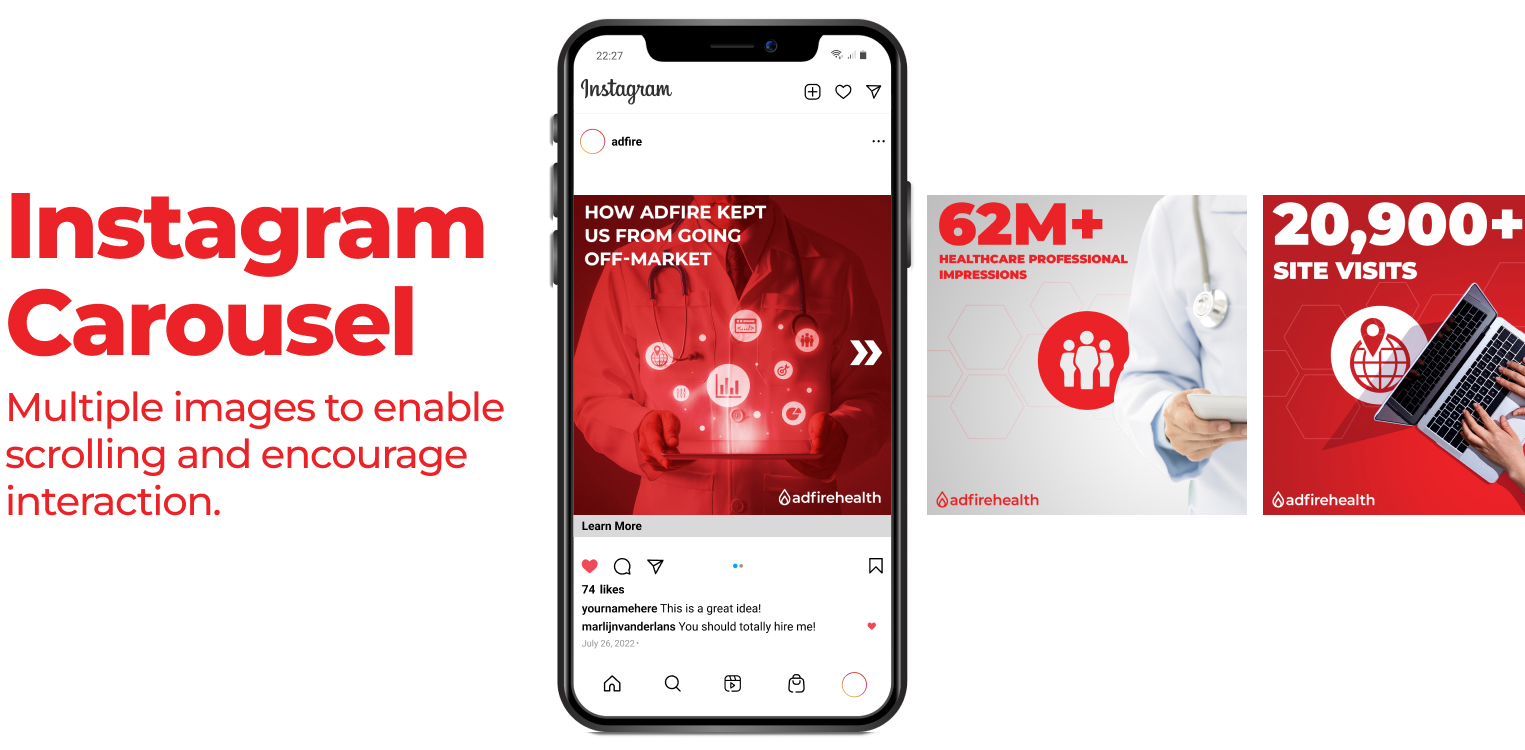 Instagram
Carousel
Multiple images to enable
scrolling and encourage
interaction.
22:27
Instagram
adfire
HOW ADFIRE KEPT
US FROM GOING
OFF-MARKET
adfirehealth
Learn More
74 likes
yournamehere This is a great idea!
marlijnvanderlans You should totally hire me!
July 26, 2022 •
62M+
HEALTHCARE PROFESSIONAL
IMPRESSIONS
adfirehealth
20,900+
SITE VISITS
adfirehealth